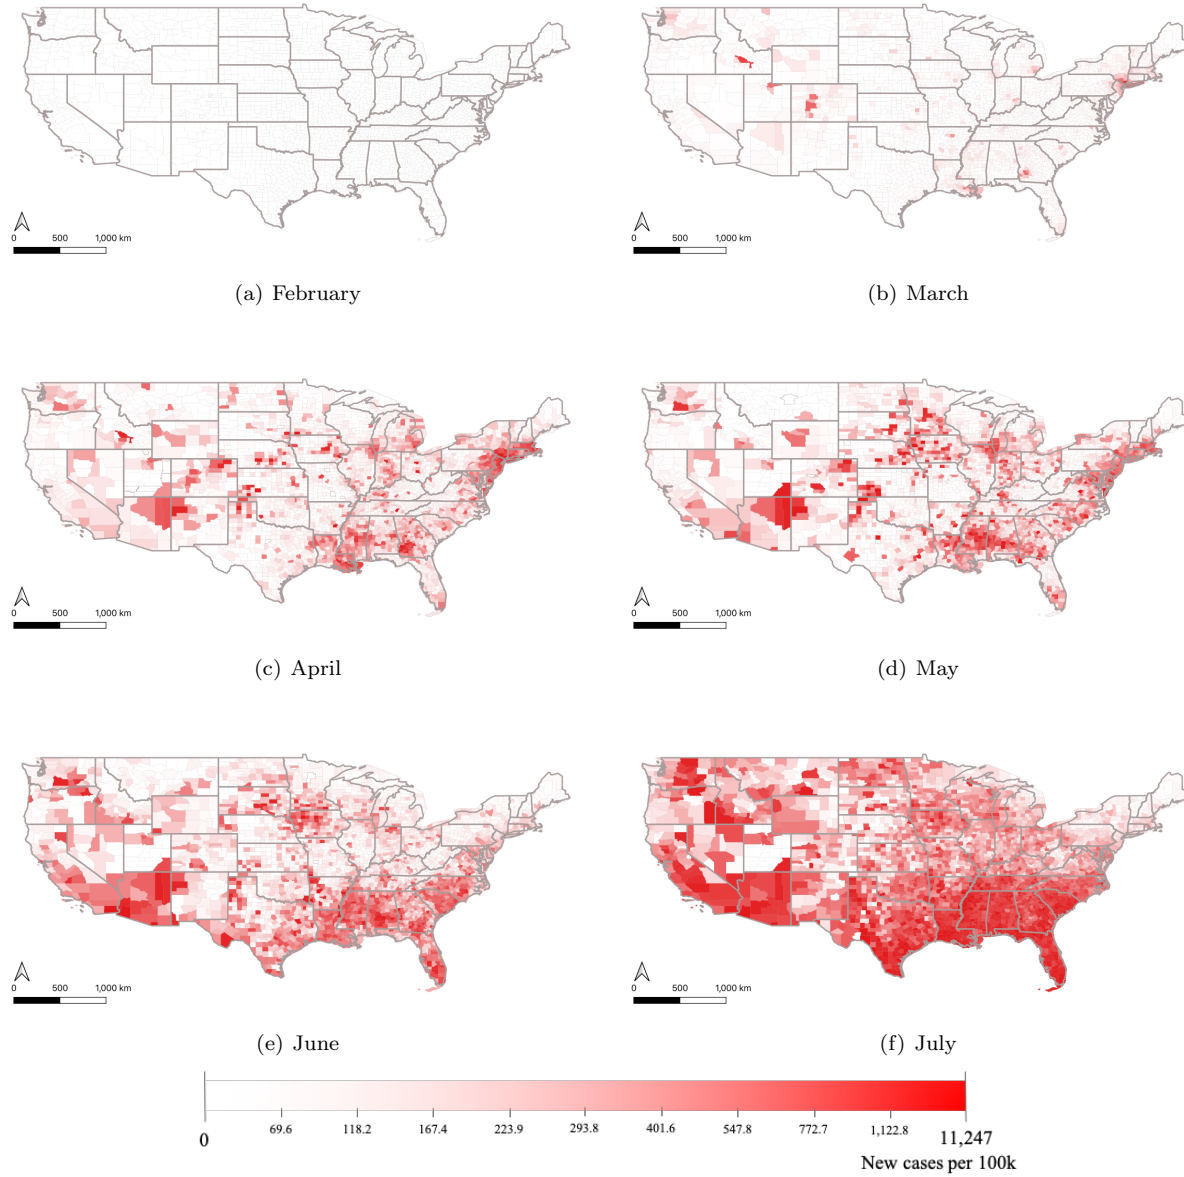 0 500 1,000 km
0 500 1,000 km
(a) February
(b) March
0 500 1,000 km
0 500 1,000 km
(c) April
(d) May
0 500 1,000 km
0 500 1,000 km
(e) June
(f) July
0 69.6 118.2 167.4 223.9 293.8 401.6 547.8 772.7 1,122.8 11,247
New cases per 100k